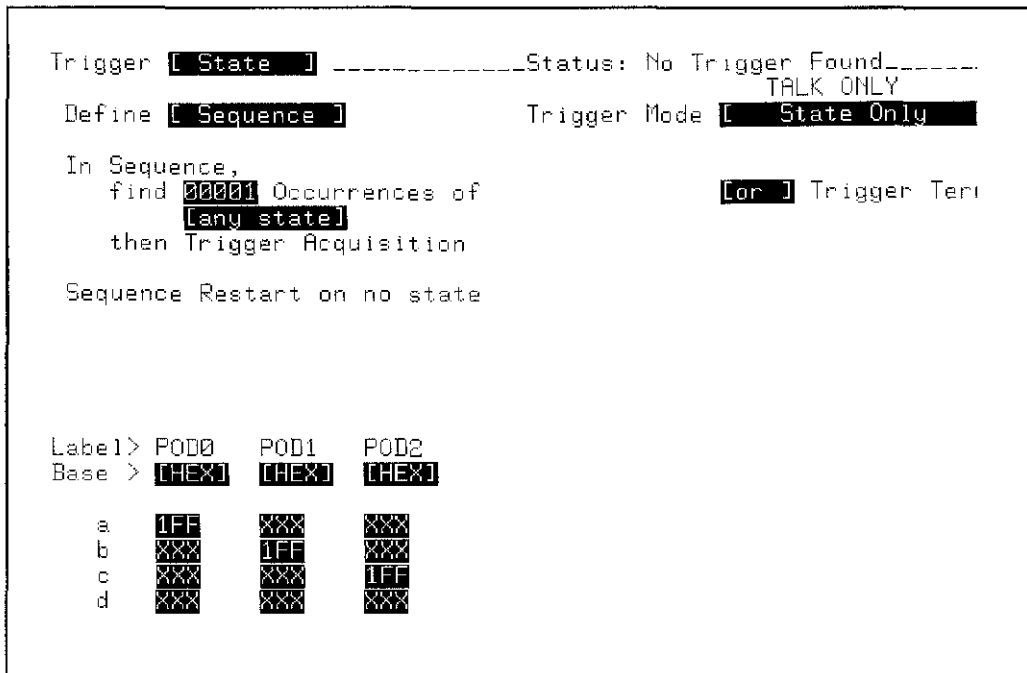 Trigger [ State ] _____________Status: No Trigger Found_______.
TALK ONLY
Define [ Sequence ] Trigger Mode [ State Only
In Sequence,
find 00001 Occurrences of [or ] Trigger Ter
[any state]
then Trigger Acquisition
Sequence Restart on no state
Label> POD0 POD1 POD2
Base > [HEX] [HEX] [HEX]
a 1FF XXX XXX
b XXX 1FF XXX
c XXX XXX 1FF
d XXX XXX XXX